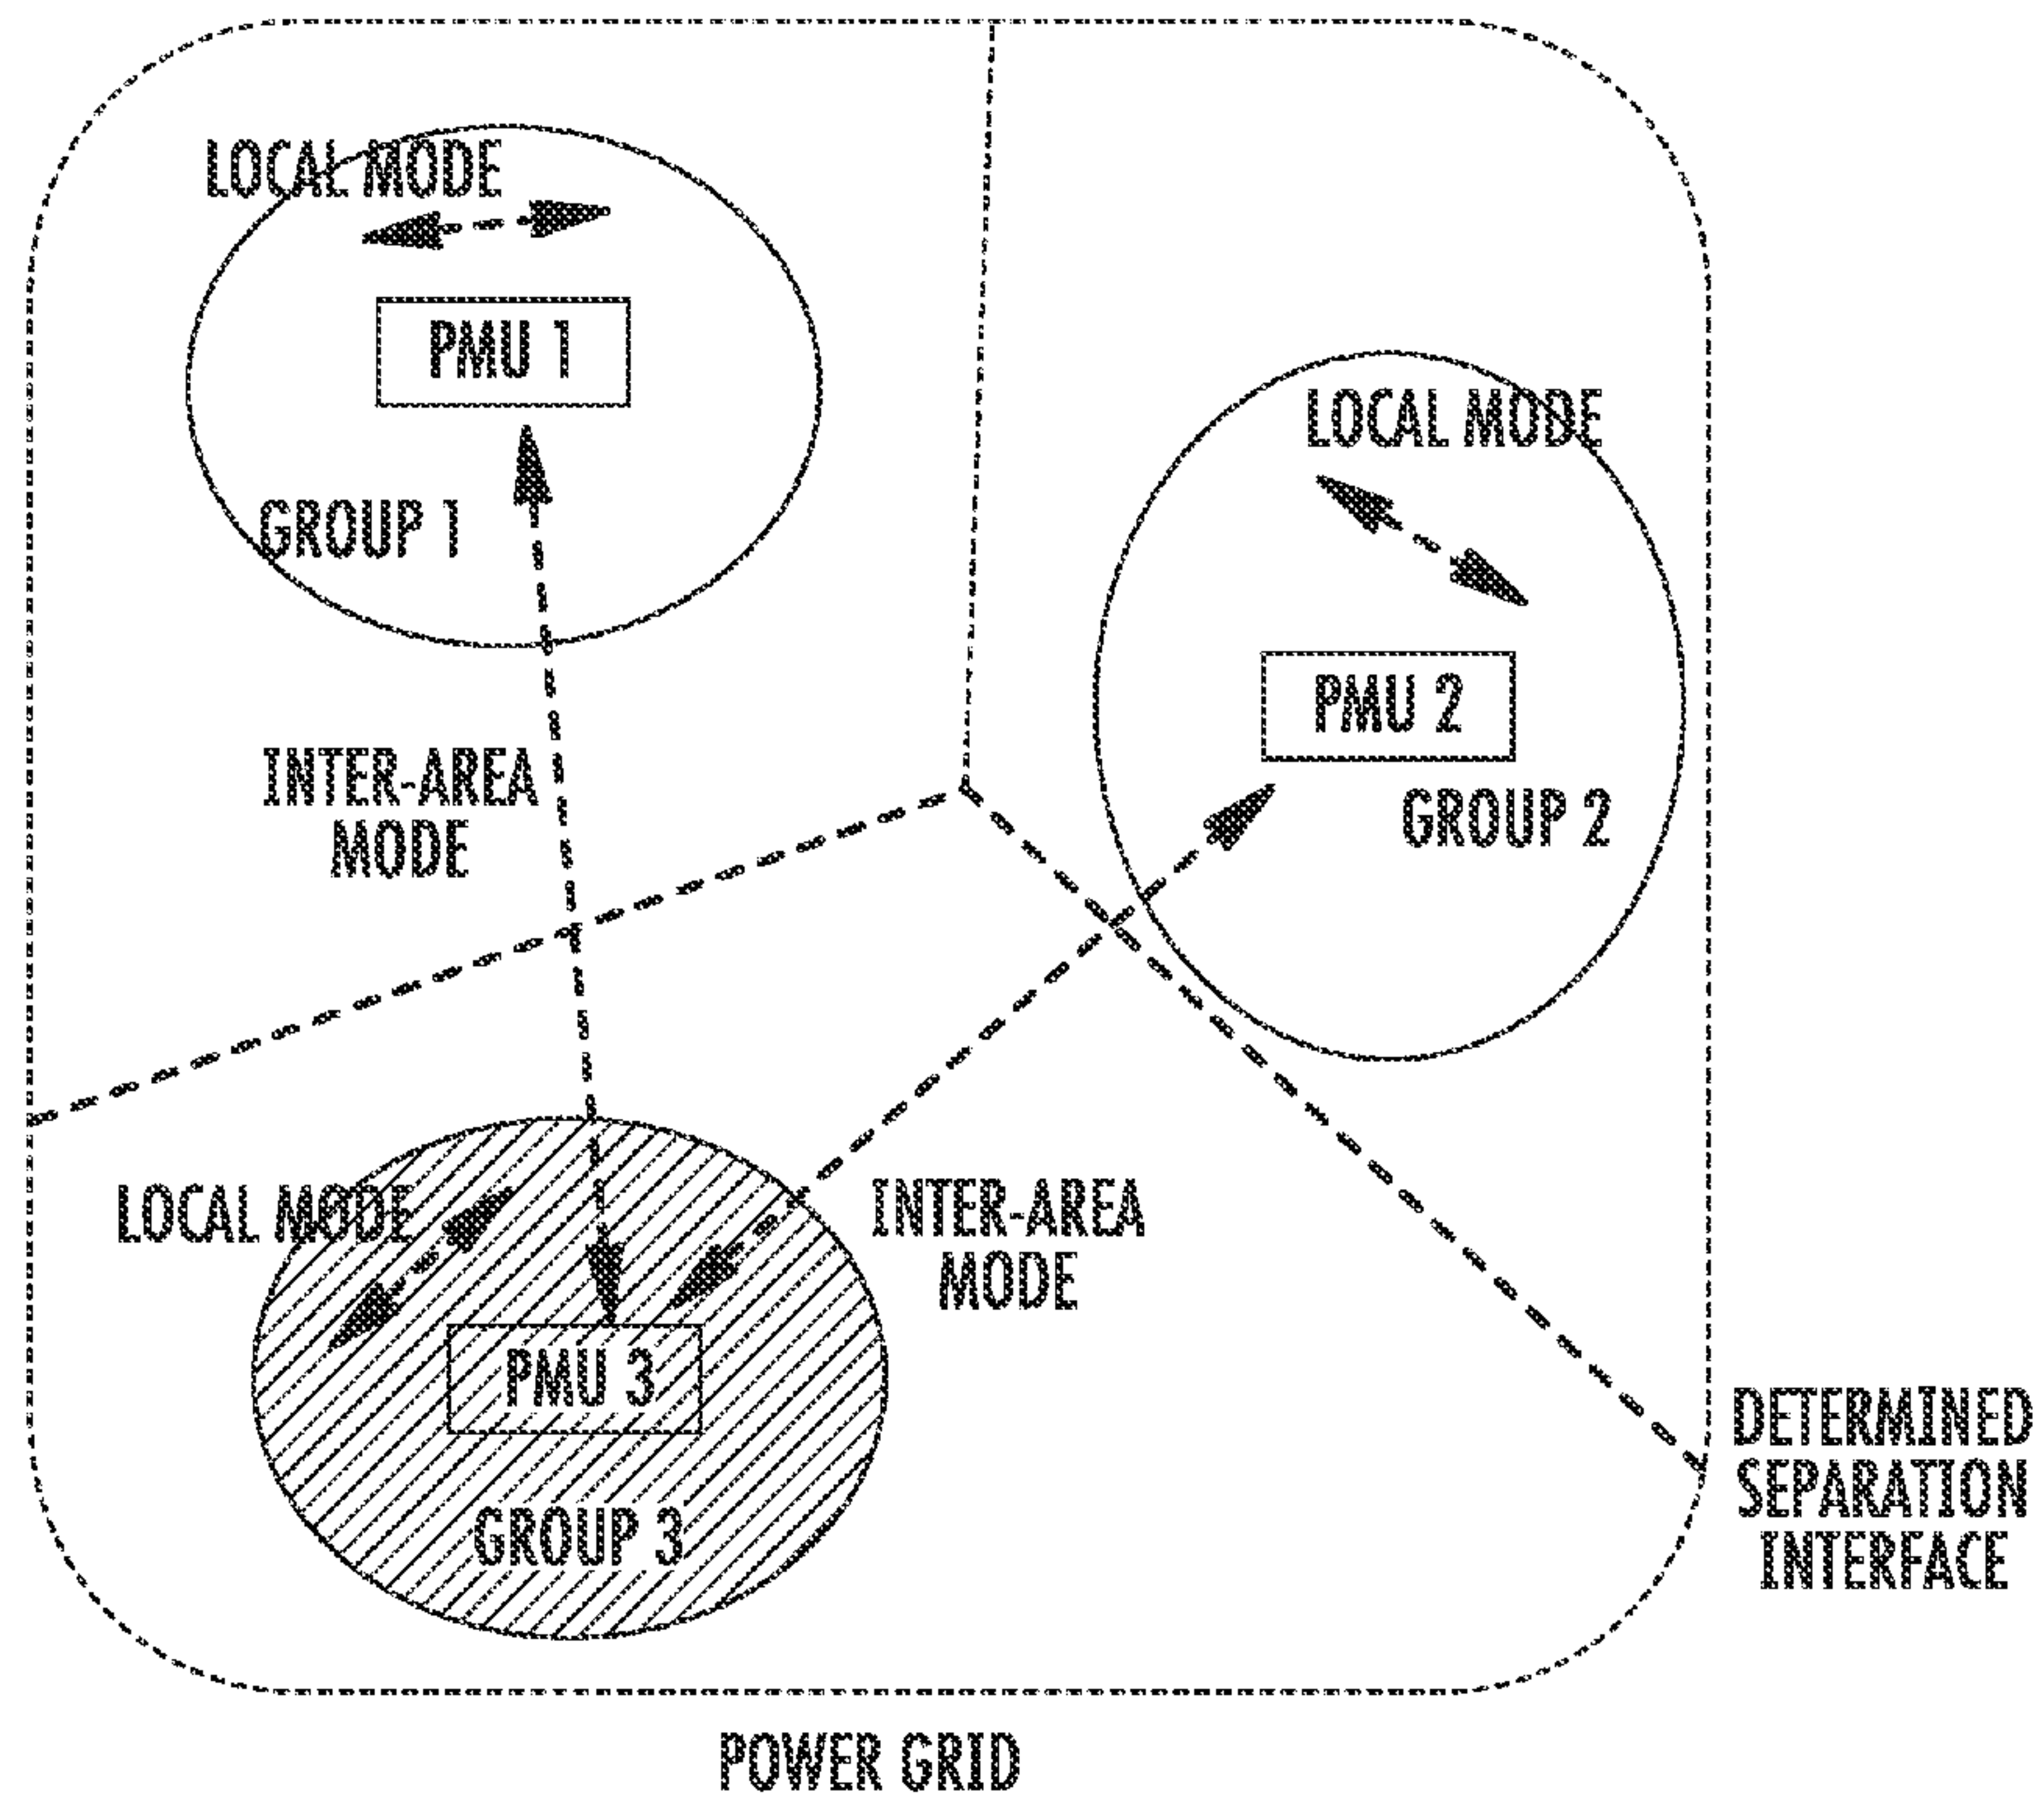 LOCAL MODE
PMU 1
GROUP 1
LOCAL MODE
PMU 2
GROUP 2
INTER-AREA
MODE
LOCAL MODE
INTER-AREA
MODE
PMU 3
GROUP 3
DETERMINED
SEPARATION
INTERFACE
POWER GRID